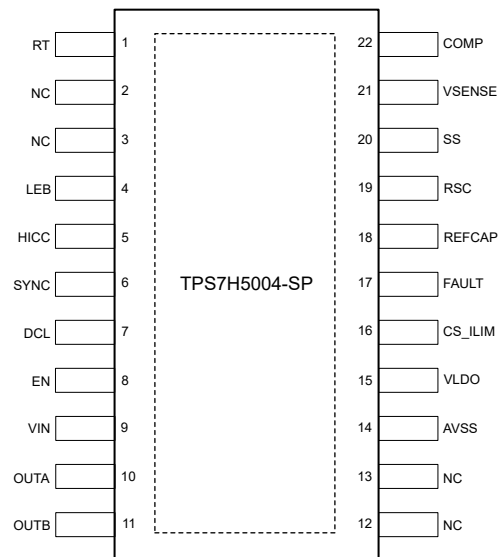 RT 1 22 COMP
NC 2 21 VSENSE
NC 3 20 SS
LEB 4 19 RSC
HICC 5 18 REFCAP
SYNC 6 TPS7H5004-SP 17 FAULT
DCL 7 16 CS_ILIM
EN 8 15 VLDO
VIN 9 14 AVSS
OUTA 10 13 NC
OUTB 11 12 NC